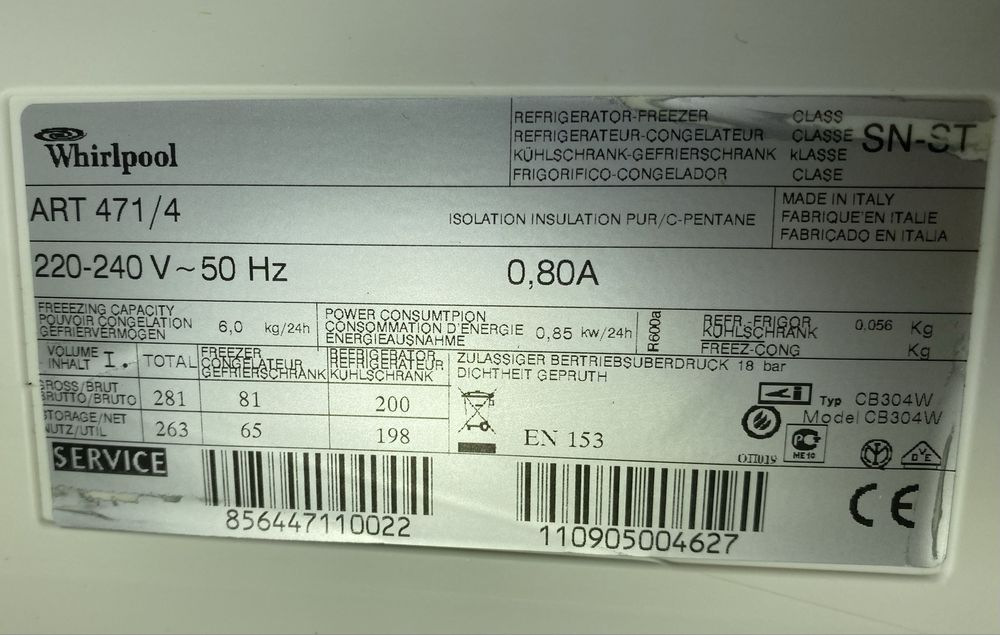 Whirlpool
REFRIGERATOR-FREEZER CLASS
REFRIGERATEUR-CONGELATEUR CLASSE SN-ST
KÜHLSCHRANK-GEFRIERSCHRANK kLASSE
FRIGORIFICO-CONGELADOR CLASE
ART 471/4
ISOLATION INSULATION PUR/C-PENTANE
MADE IN ITALY
FABRIQUE'EN ITALIE
FABRICADO EN ITALIA
220-240 V ~ 50 Hz 0,80A
FREEEZING CAPACITY
POUVOIR CONGELATION
GEFRIERVERMOGEN
6,0 kg/24h
POWER CONSUMTPION
CONSOMMATION D'ENERGIE
ENERGIEAUSNAHME
0,85 kw/24h
R600a
REFR.-FRIGOR
KUHLSCHRANK
0.056 Kg
FREEZ-CONG Kg
VOLUME
INHALT
I.
TOTAL
FREEZER
CONGELATEUR
GEFRIERSCHRANK
REFRIGERATOR
REFRIGERATEUR
KUHLSCHRANK
ZULASSIGER BERTRIEBSUBERDRUCK 18 bar
DICHTHEIT GEPRUTH
GROSS/BRUT
BRUTTO/BRUTO
281 81 200
STORAGE/NET
NUTZ/UTIL
263 65 198
EN 153
Typ CB304W
Model CB304W
ME10
OП019
SERVICE
856447110022
110905004627
CE